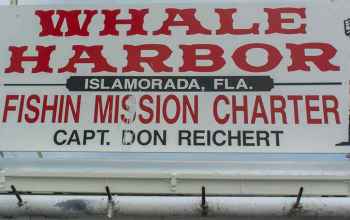 WHALE
HARBOR
ISLAMORADA, FLA.
FISHIN MISSION CHARTER
CAPT. DON REICHERT